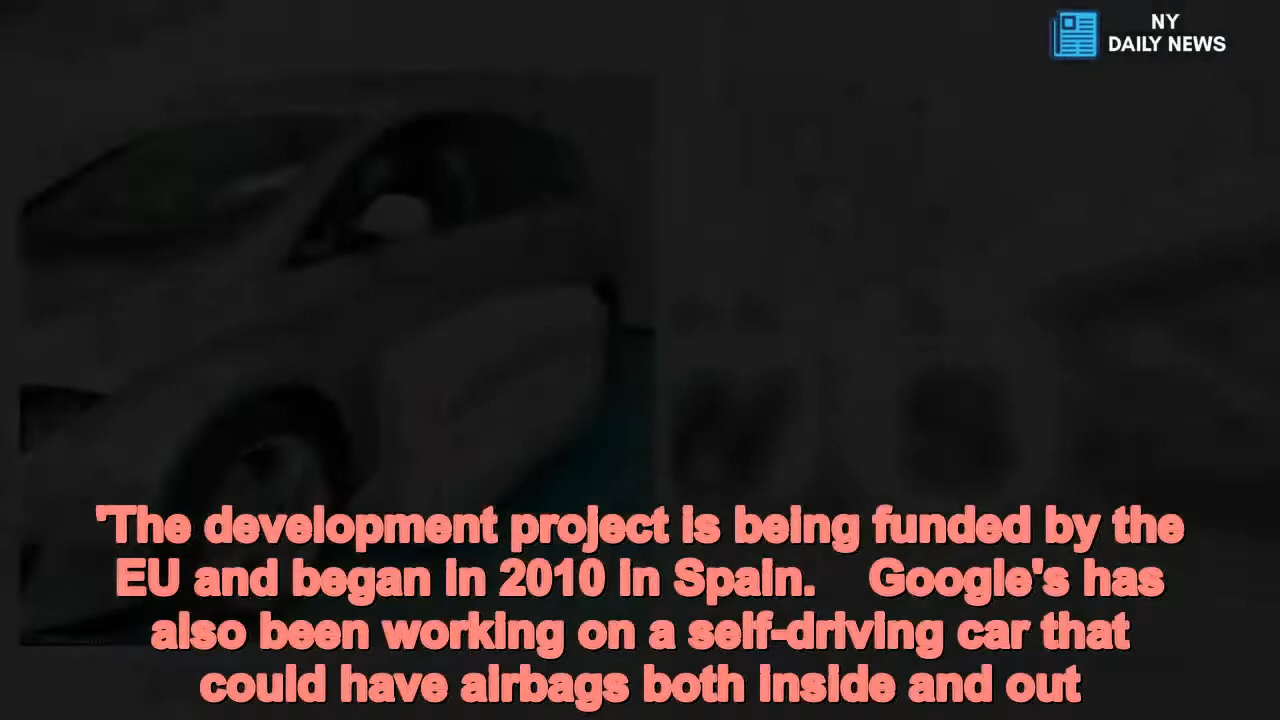 NY
DAILY NEWS
'The development project is being funded by the
EU and began in 2010 in Spain. Google's has
also been working on a self-driving car that
could have airbags both inside and out